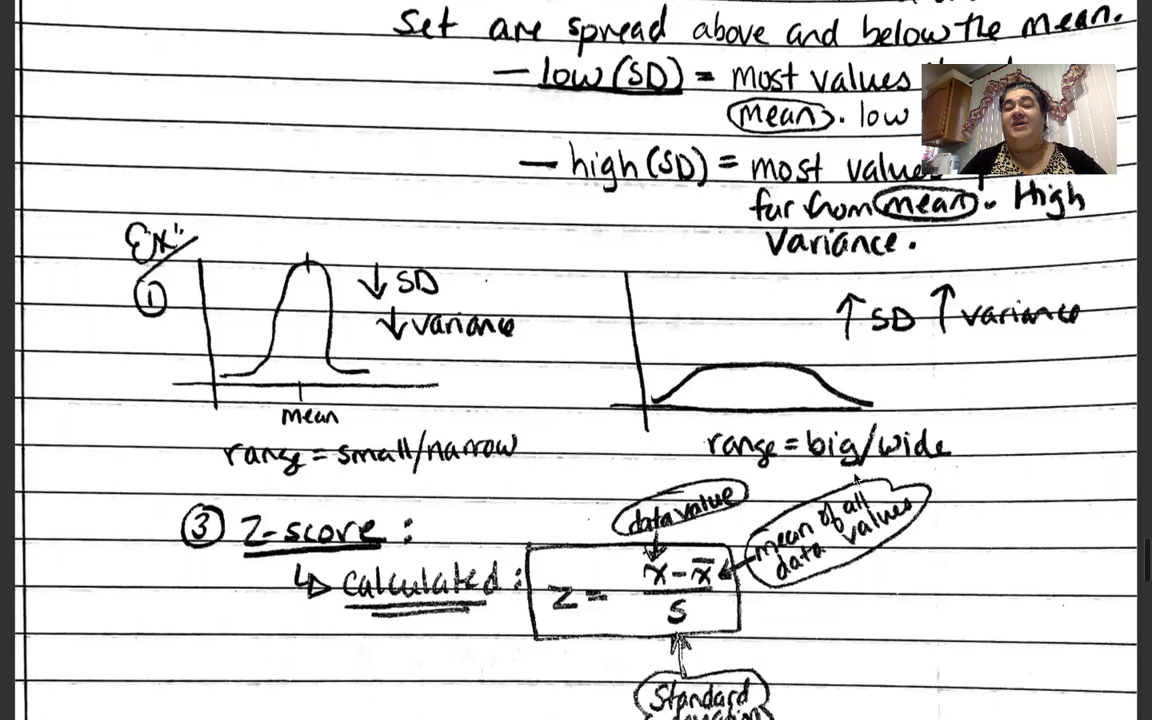 Set are spread above and below the mean.
— low (SD) = most values
mean. low
— high (SD) = most value
far from mean. High
Variance.
Ex":
① ↓ SD
↓ variance
↑ SD ↑ variance
mean
range = small/narrow
range = big/wide
③ Z-score :
↳ calculated :
data value
mean of all
data values
z = x - x̄
s
Standard